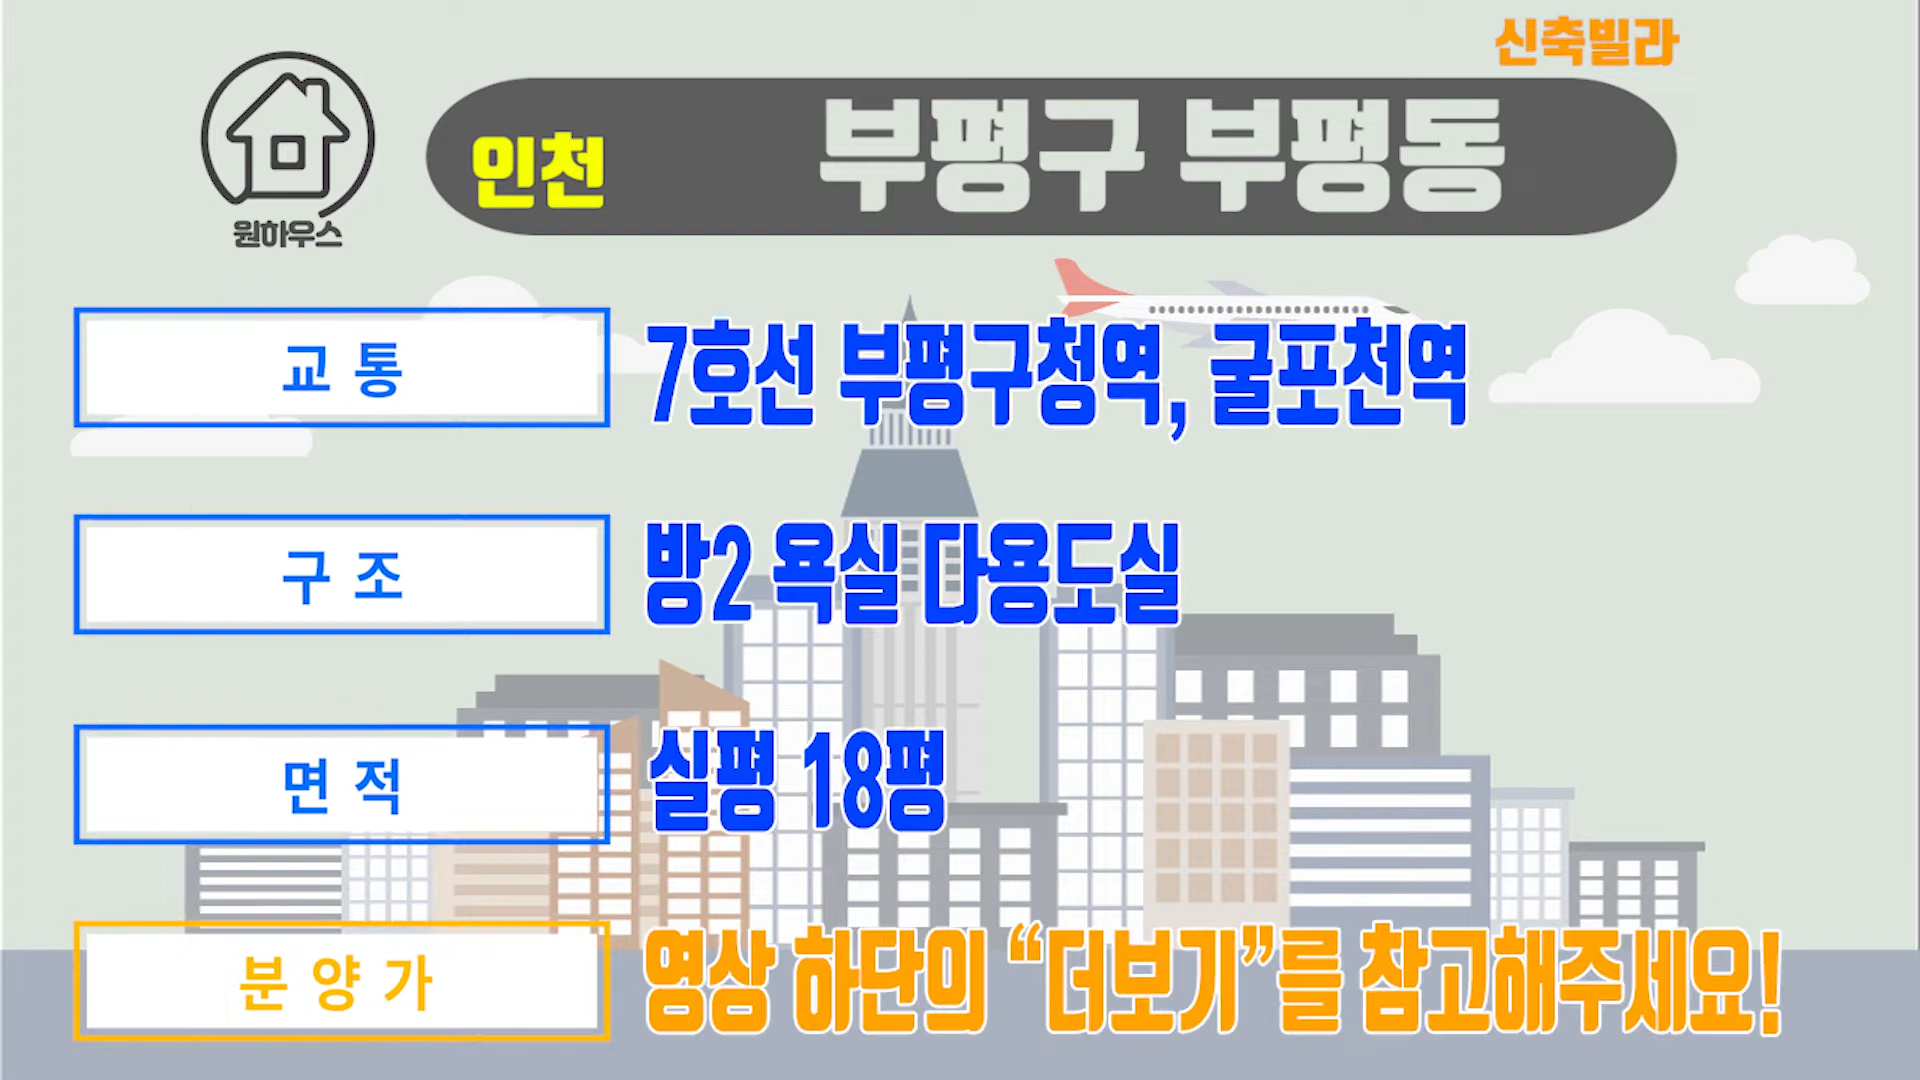 신축빌라
원하우스
인천 부평구 부평동
교통 7호선 부평구청역, 굴포천역
구조 방2 욕실 다용도실
면적 실평 18평
분양가 영상 하단의 “더보기”를 참고해주세요!